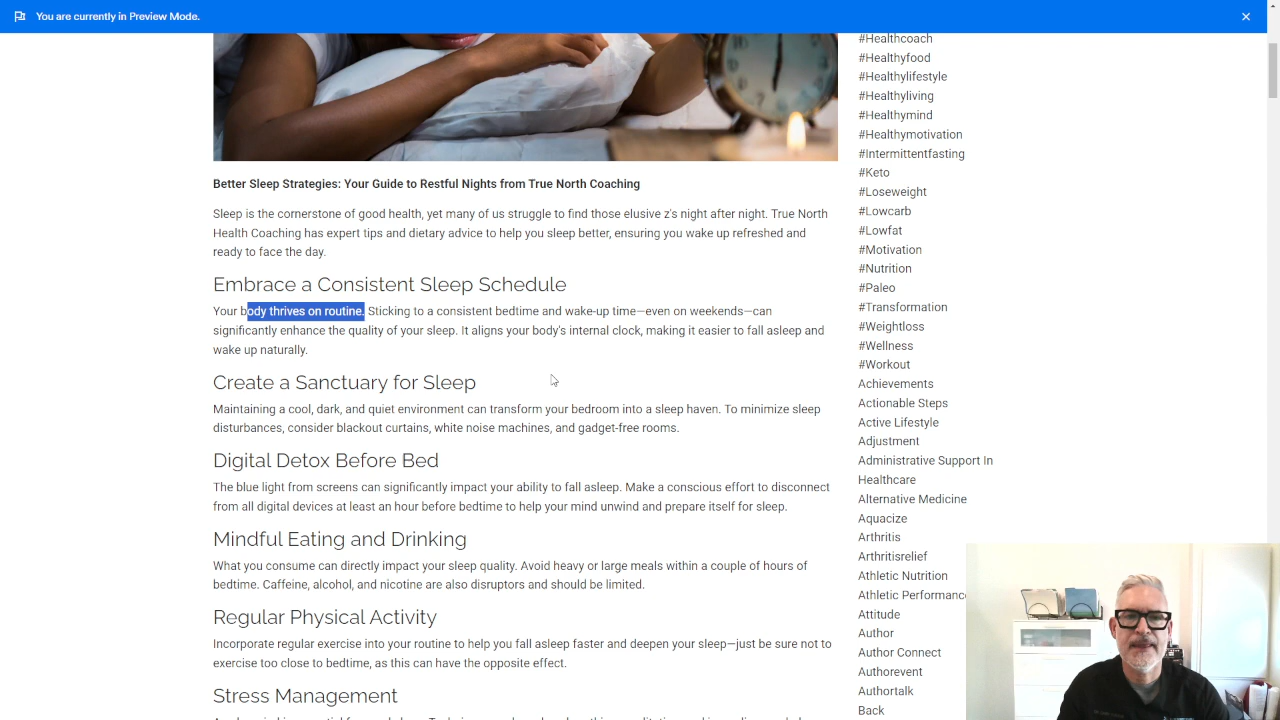 You are currently in Preview Mode.
Better Sleep Strategies: Your Guide to Restful Nights from True North Coaching
Sleep is the cornerstone of good health, yet many of us struggle to find those elusive z's night after night. True North
Health Coaching has expert tips and dietary advice to help you sleep better, ensuring you wake up refreshed and
ready to face the day.
Embrace a Consistent Sleep Schedule
Your body thrives on routine. Sticking to a consistent bedtime and wake-up time—even on weekends—can
significantly enhance the quality of your sleep. It aligns your body's internal clock, making it easier to fall asleep and
wake up naturally.
Create a Sanctuary for Sleep
Maintaining a cool, dark, and quiet environment can transform your bedroom into a sleep haven. To minimize sleep
disturbances, consider blackout curtains, white noise machines, and gadget-free rooms.
Digital Detox Before Bed
The blue light from screens can significantly impact your ability to fall asleep. Make a conscious effort to disconnect
from all digital devices at least an hour before bedtime to help your mind unwind and prepare itself for sleep.
Mindful Eating and Drinking
What you consume can directly impact your sleep quality. Avoid heavy or large meals within a couple of hours of
bedtime. Caffeine, alcohol, and nicotine are also disruptors and should be limited.
Regular Physical Activity
Incorporate regular exercise into your routine to help you fall asleep faster and deepen your sleep—just be sure not to
exercise too close to bedtime, as this can have the opposite effect.
Stress Management
#Healthcoach
#Healthyfood
#Healthylifestyle
#Healthyliving
#Healthymind
#Healthymotivation
#Intermittentfasting
#Keto
#Loseweight
#Lowcarb
#Lowfat
#Motivation
#Nutrition
#Paleo
#Transformation
#Weightloss
#Wellness
#Workout
Achievements
Actionable Steps
Active Lifestyle
Adjustment
Administrative Support In
Healthcare
Alternative Medicine
Aquacize
Arthritis
Arthritisrelief
Athletic Nutrition
Athletic Performance
Attitude
Author
Author Connect
Authorevent
Authortalk
Back